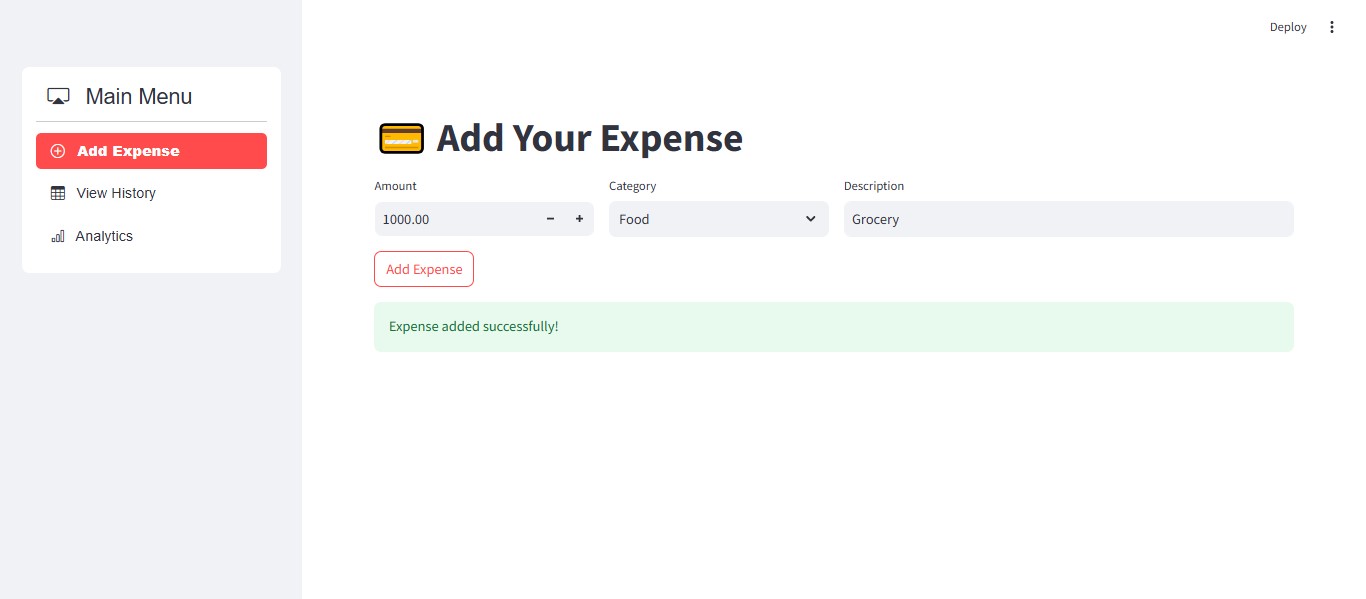 Deploy
Main Menu
Add Expense
View History
Analytics
Add Your Expense
Amount
Category
Description
1000.00
Food
Grocery
Add Expense
Expense added successfully!